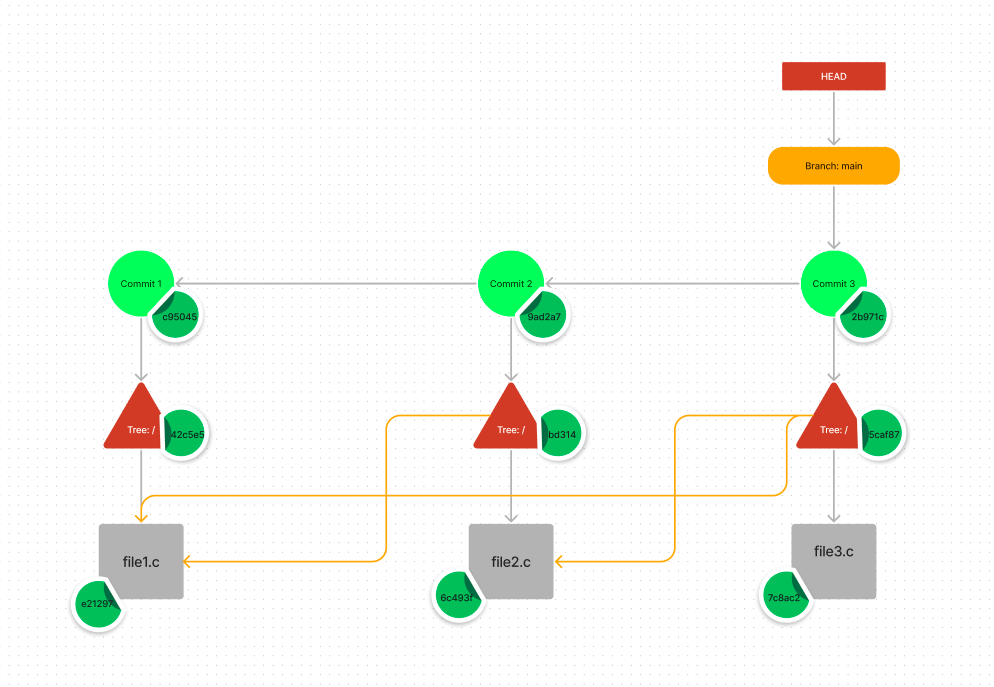 HEAD
Branch: main
Commit 1
Commit 2
Commit 3
c95045
9ad2a7
2b971c
Tree: /
42c5e5
Tree: /
bd314
Tree: /
5caf87
file1.c
file2.c
file3.c
e21297
6c493f
7c8ac2